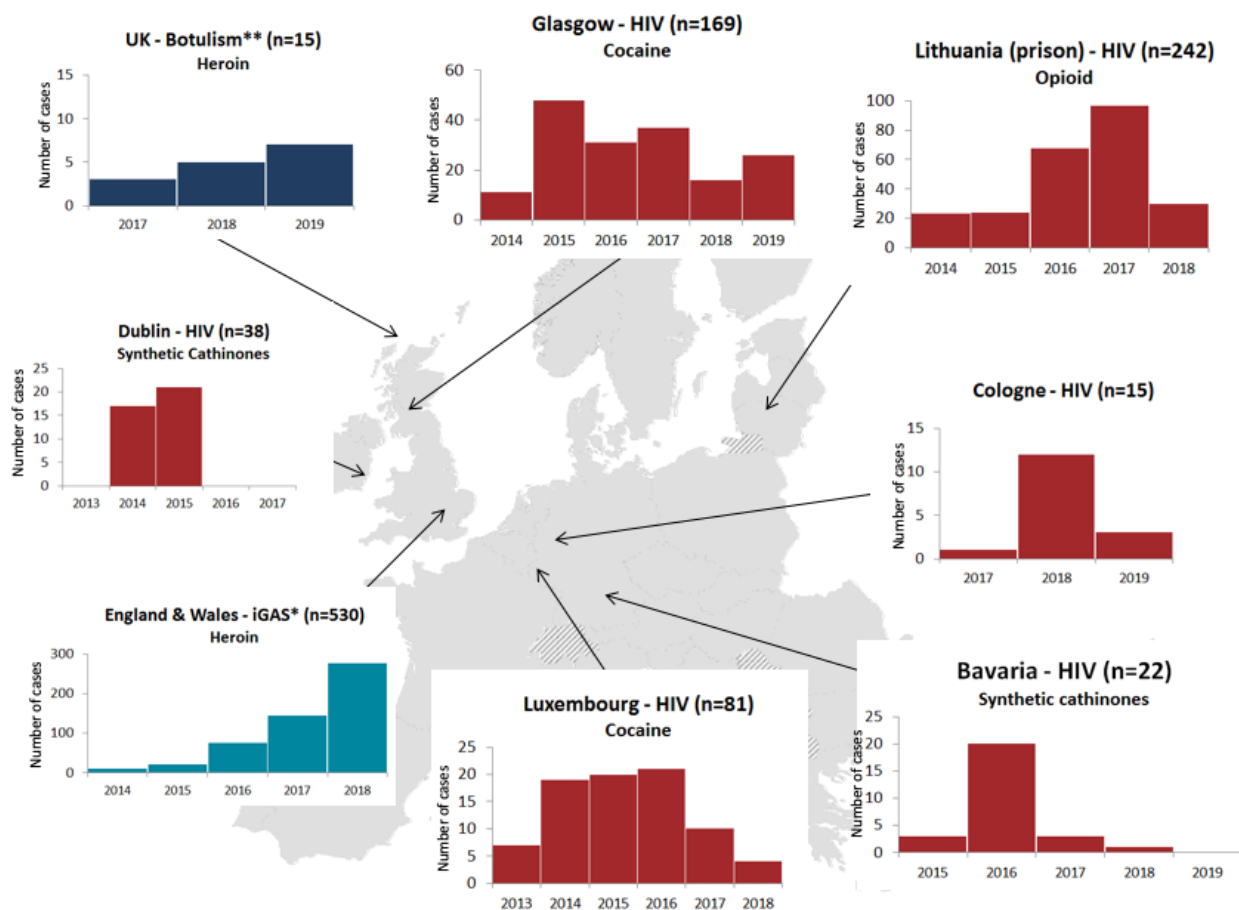 UK - Botulism** (n=15)
Heroin
Number of cases
15
10
5
0
2017 2018 2019
Glasgow - HIV (n=169)
Cocaine
Number of cases
60
40
20
0
2014 2015 2016 2017 2018 2019
Lithuania (prison) - HIV (n=242)
Opioid
Number of cases
100
80
60
40
20
0
2014 2015 2016 2017 2018
Dublin - HIV (n=38)
Synthetic Cathinones
Number of cases
25
20
15
10
5
0
2013 2014 2015 2016 2017
Cologne - HIV (n=15)
Number of cases
15
10
5
0
2017 2018 2019
England & Wales - iGAS* (n=530)
Heroin
Number of cases
300
200
100
0
2014 2015 2016 2017 2018
Luxembourg - HIV (n=81)
Cocaine
Number of cases
25
20
15
10
5
0
2013 2014 2015 2016 2017 2018
Bavaria - HIV (n=22)
Synthetic cathinones
Number of cases
25
20
15
10
5
0
2015 2016 2017 2018 2019